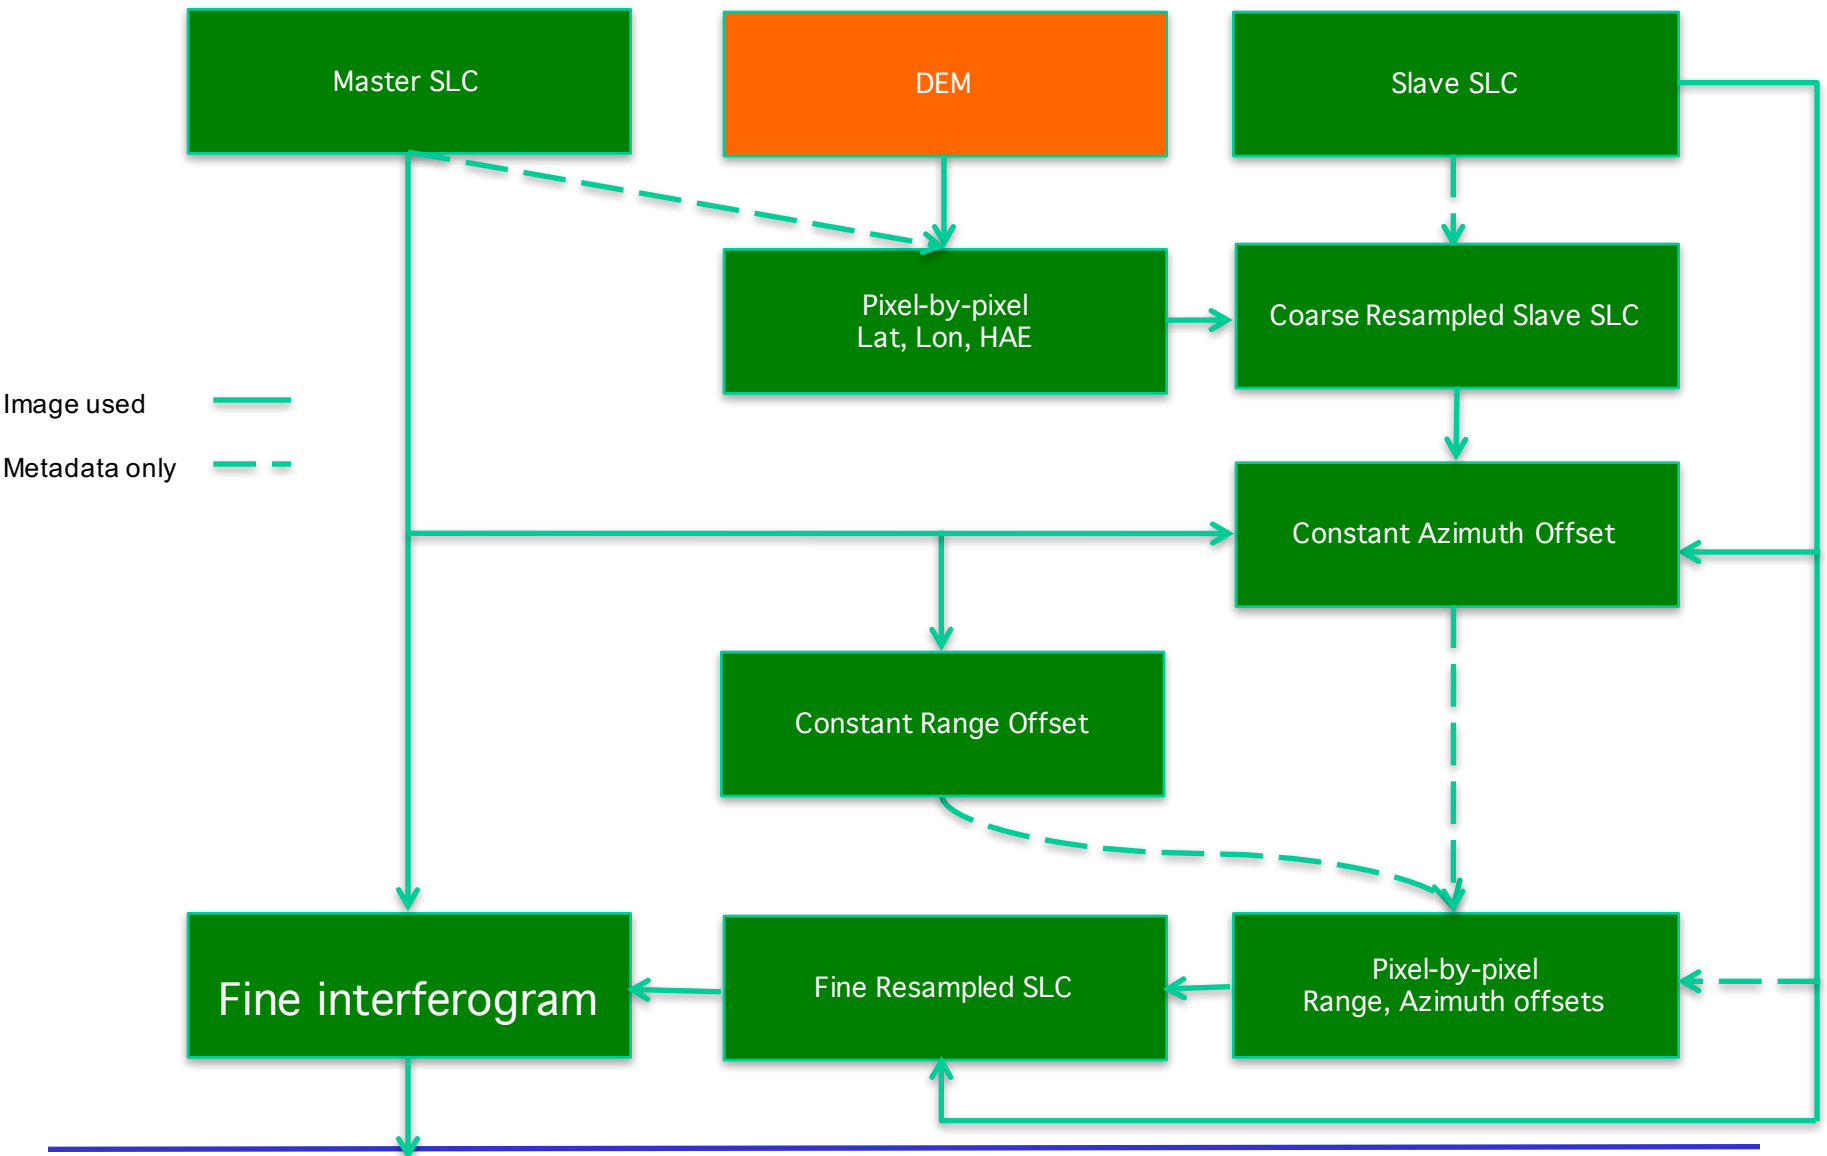 Master SLC
DEM
Slave SLC
Pixel-by-pixel
Lat, Lon, HAE
Coarse Resampled Slave SLC
Image used
Metadata only
Constant Azimuth Offset
Constant Range Offset
Fine interferogram
Fine Resampled SLC
Pixel-by-pixel
Range, Azimuth offsets